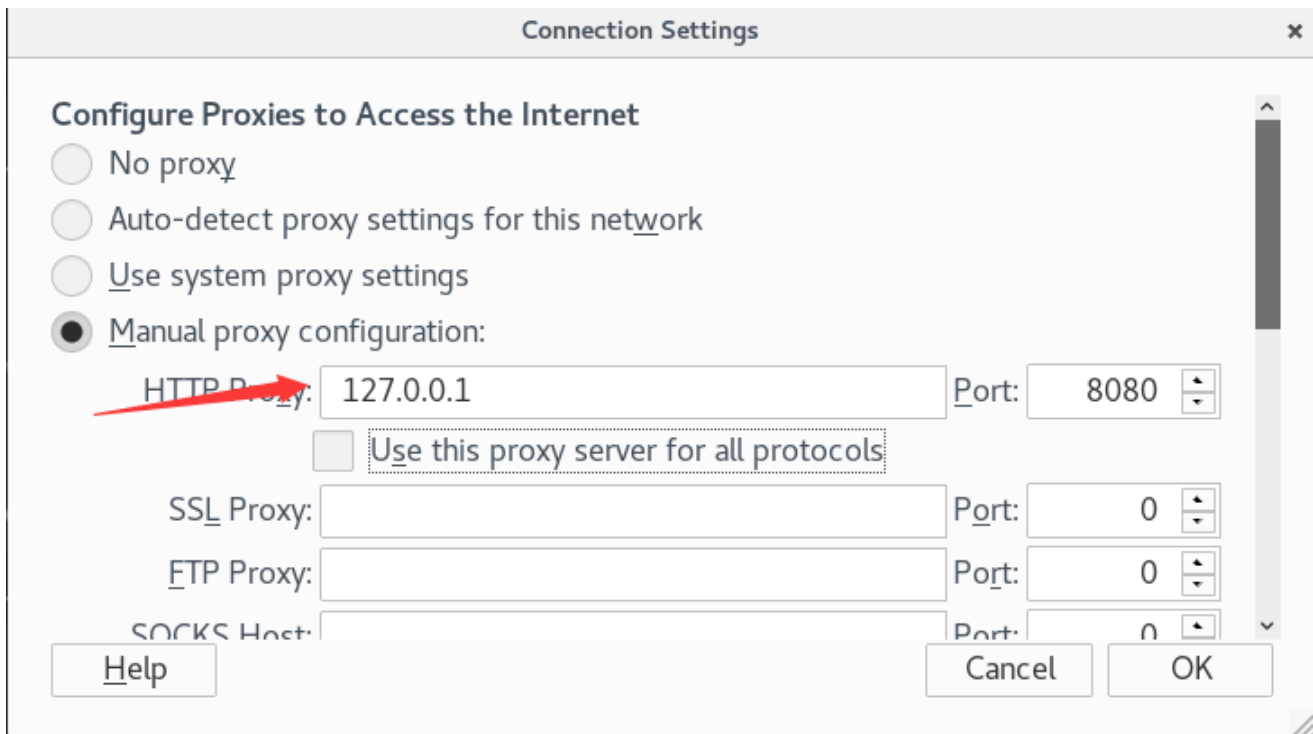 Connection Settings ×
Configure Proxies to Access the Internet
No proxy
Auto-detect proxy settings for this network
Use system proxy settings
Manual proxy configuration:
HTTP Proxy: 127.0.0.1 Port: 8080
Use this proxy server for all protocols
SSL Proxy: Port: 0
FTP Proxy: Port: 0
SOCKS Host: Port: 0
Help Cancel OK